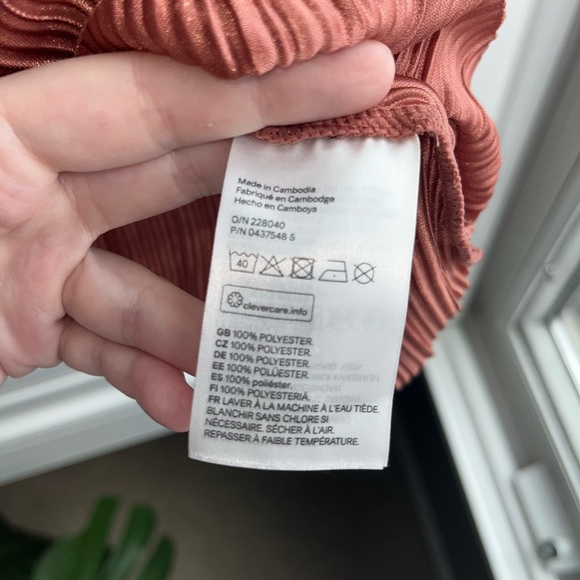 Made in Cambodia
Fabriqué en Cambodge
Hecho en Camboya
O/N 228040
P/N 0437548 5
40
clevercare.info
GB 100% POLYESTER.
CZ 100% POLYESTER.
DE 100% POLYESTER.
EE 100% POLÜESTER.
ES 100% poliéster.
FI 100% POLYESTERIÄ.
FR LAVER À LA MACHINE À L'EAU TIÈDE.
BLANCHIR SANS CHLORE SI
NÉCESSAIRE. SÉCHER À L'AIR.
REPASSER À FAIBLE TEMPÉRATURE.